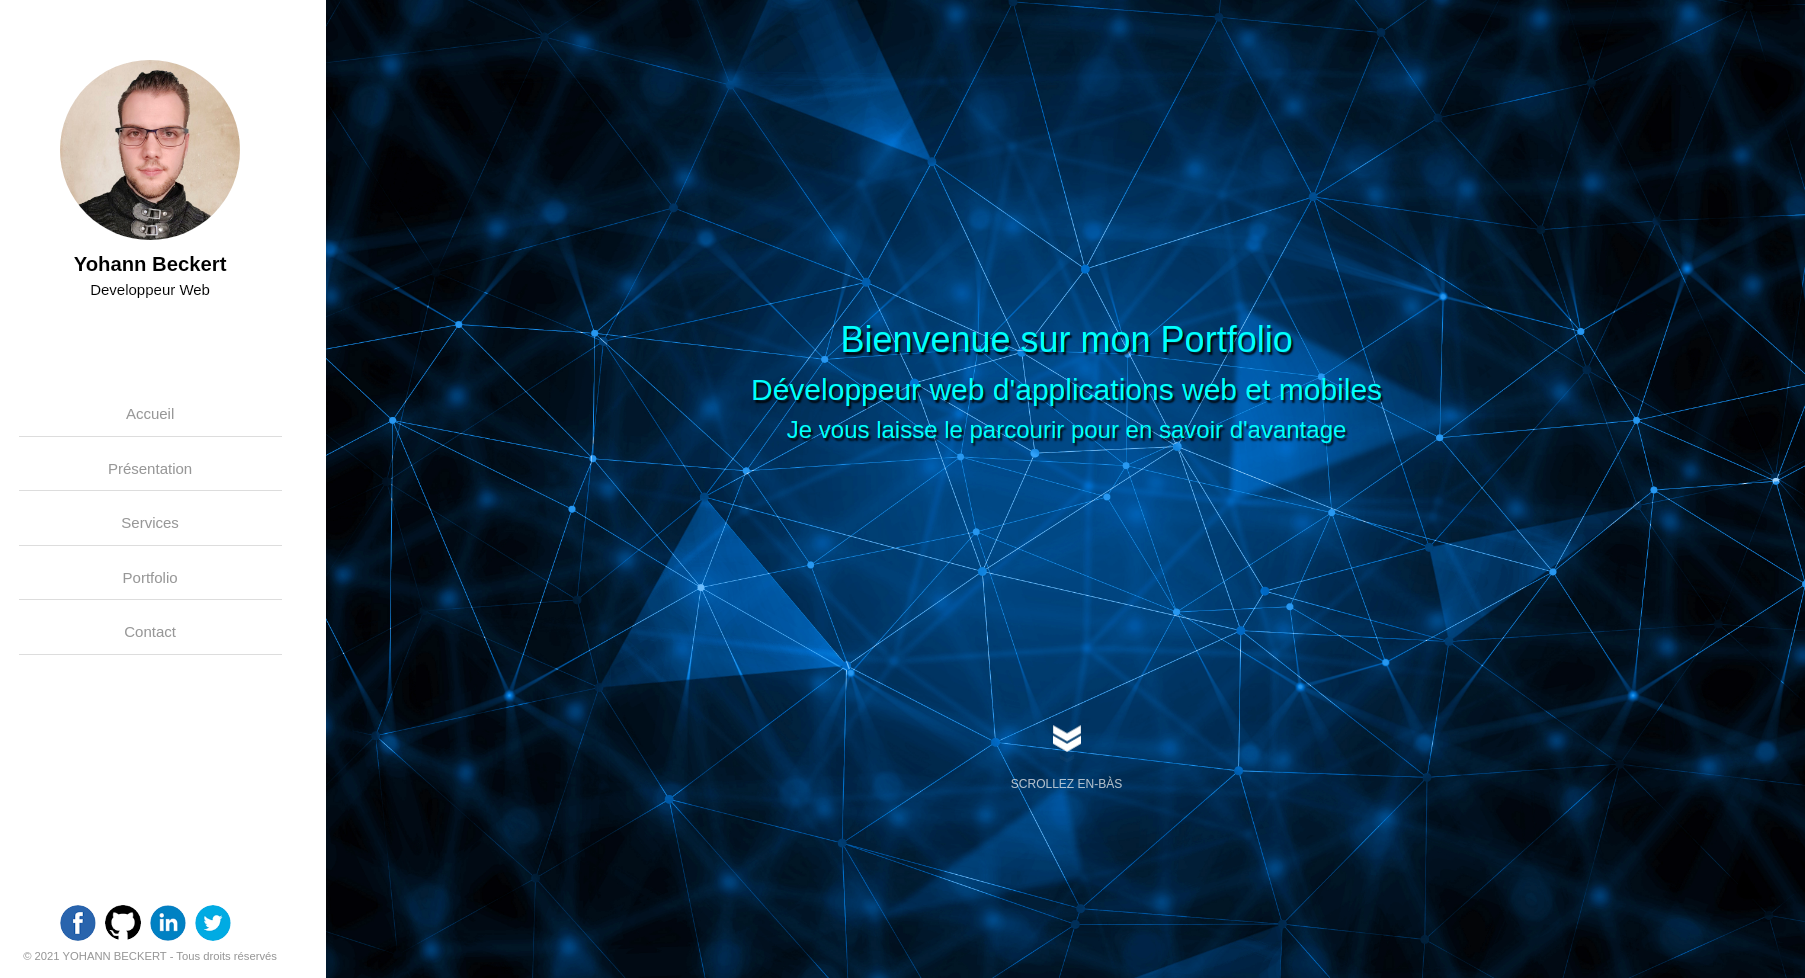 Yohann Beckert
Developpeur Web
Accueil
Présentation
Services
Portfolio
Contact
© 2021 YOHANN BECKERT - Tous droits réservés
Bienvenue sur mon Portfolio
Développeur web d'applications web et mobiles
Je vous laisse le parcourir pour en savoir d'avantage
SCROLLEZ EN-BÀS